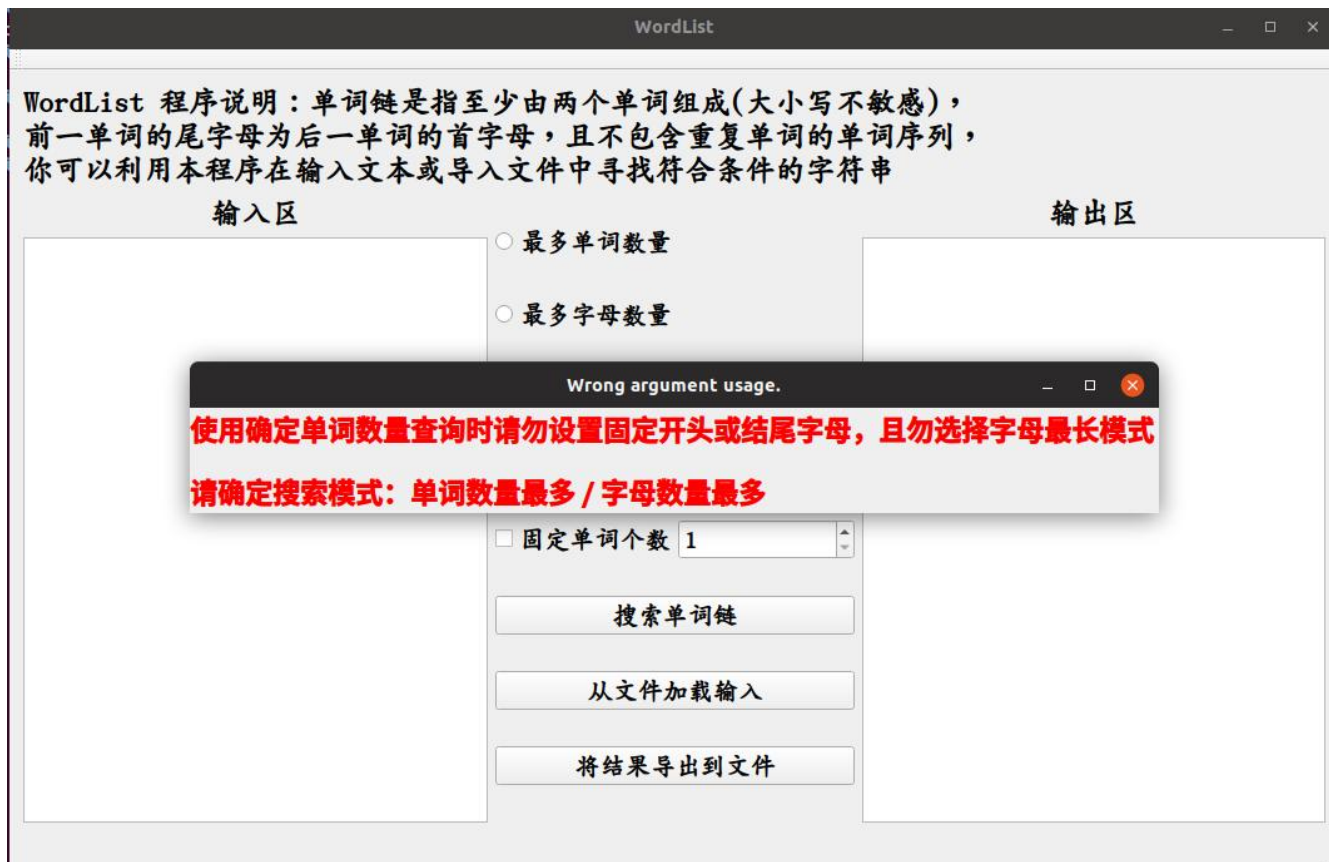 WordList
WordList 程序说明：单词链是指至少由两个单词组成(大小写不敏感)，
前一单词的尾字母为后一单词的首字母，且不包含重复单词的单词序列，
你可以利用本程序在输入文本或导入文件中寻找符合条件的字符串
输入区
输出区
最多单词数量
最多字母数量
Wrong argument usage.
使用确定单词数量查询时请勿设置固定开头或结尾字母，且勿选择字母最长模式
请确定搜索模式：单词数量最多 / 字母数量最多
固定单词个数 1
搜索单词链
从文件加载输入
将结果导出到文件